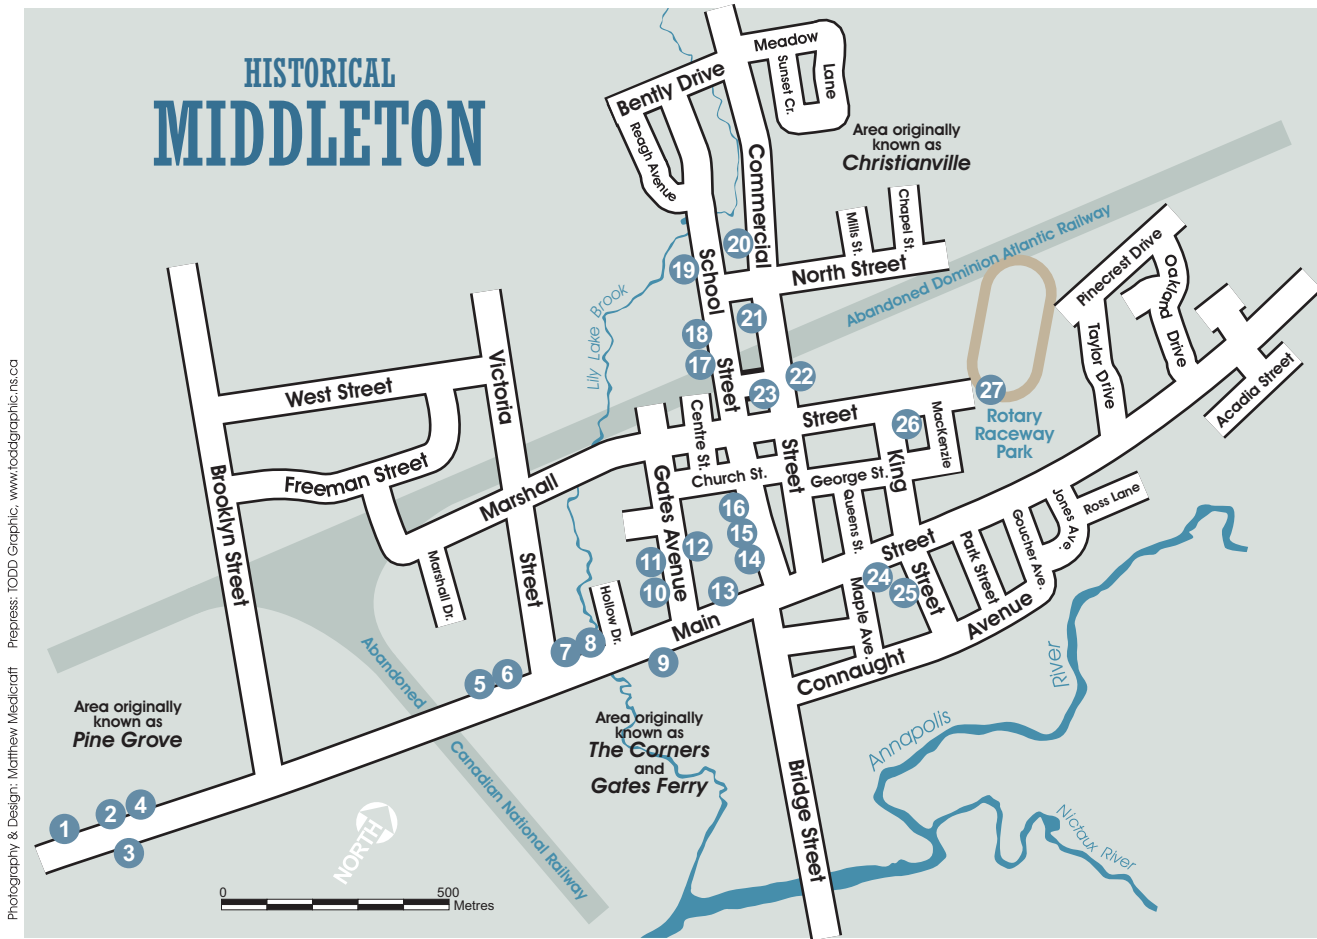 HISTORICAL
MIDDLETON
Meadow
Lane
Sunset Cr.
Bently Drive
Reagh Avenue
Commercial
Area originally
known as
Christianville
Chapel St.
Mills St.
North Street
Abandoned Dominion Atlantic Railway
School
20
19
Lily Lake Brook
21
18
17
Street
22
23
Pinecrest Drive
Oakland
Drive
Taylor Drive
Acadia Street
27
Rotary
Raceway
Park
West Street
Victoria
Street
26
MacKenzie
King
Centre St.
Street
Brooklyn Street
Freeman Street
Marshall
Church St.
George St.
Queens St.
Gates Avenue
16
15
14
12
11
10
13
Jones Ave.
Ross Lane
Goucher Ave.
Park Street
Street
Street
24
25
Maple Ave.
Marshall Dr.
Street
Hollow Dr.
Main
7
8
9
5
6
Connaught
Avenue
River
Annapolis
Abandoned
Canadian National Railway
Area originally
known as
Pine Grove
Area originally
known as
The Corners
and
Gates Ferry
Bridge Street
Nictaux River
1
2
4
3
NORTH
0
500
Metres
Photography & Design: Matthew Medicraft Prepress: TODD Graphic, www.toddgraphic.ns.ca